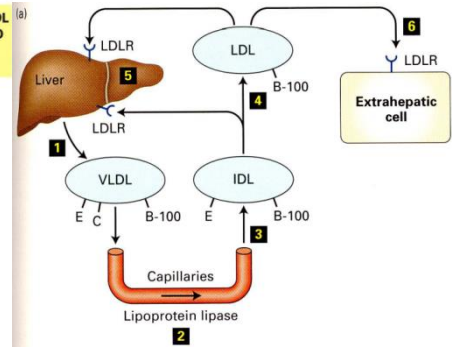 OL
O
(a)
LDLR
Liver
5
LDLR
1
LDL
B-100
4
6
LDLR
Extrahepatic
cell
VLDL
E C B-100
IDL
E B-100
3
Capillaries
Lipoprotein lipase
2